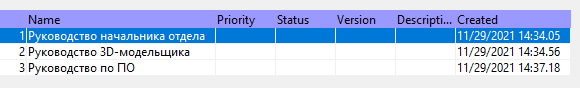 Name Priority Status Version Descripti... Created
1 Руководство начальника отдела 11/29/2021 14:34.05
2 Руководство 3D-модельщика 11/29/2021 14:34.56
3 Руководство по ПО 11/29/2021 14:37.18